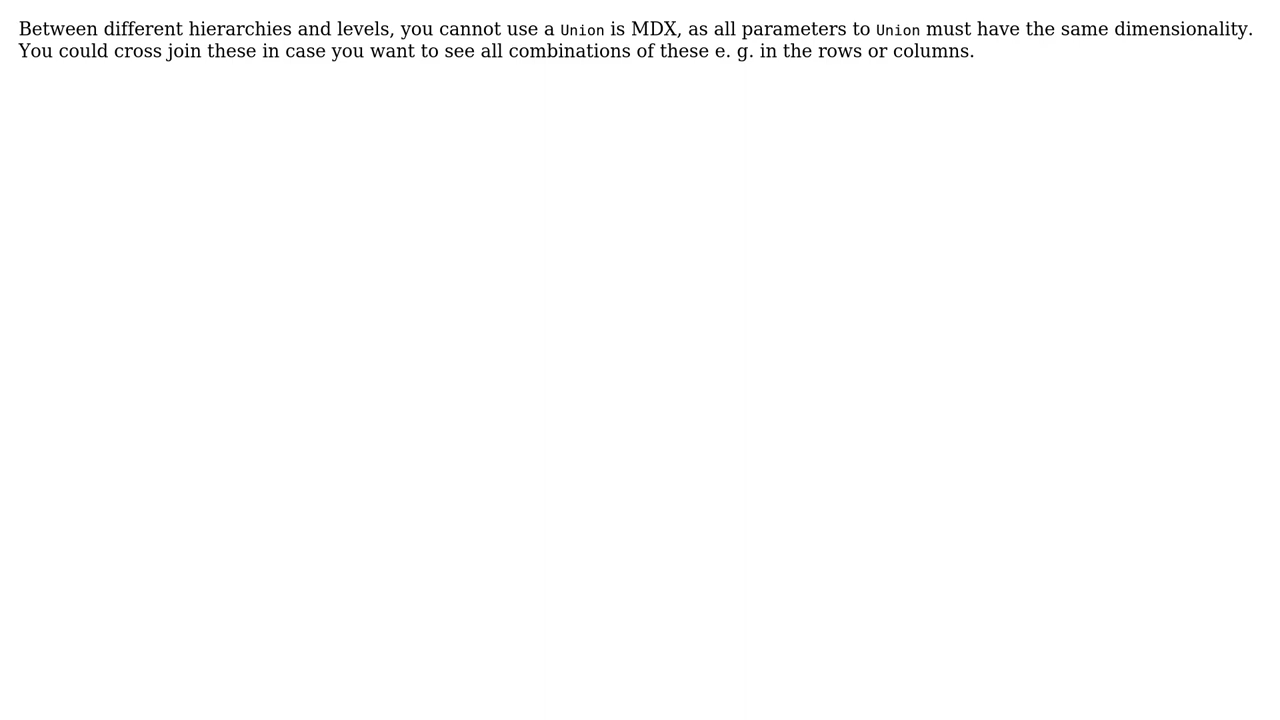 Between different hierarchies and levels, you cannot use a Union is MDX, as all parameters to Union must have the same dimensionality.
You could cross join these in case you want to see all combinations of these e. g. in the rows or columns.